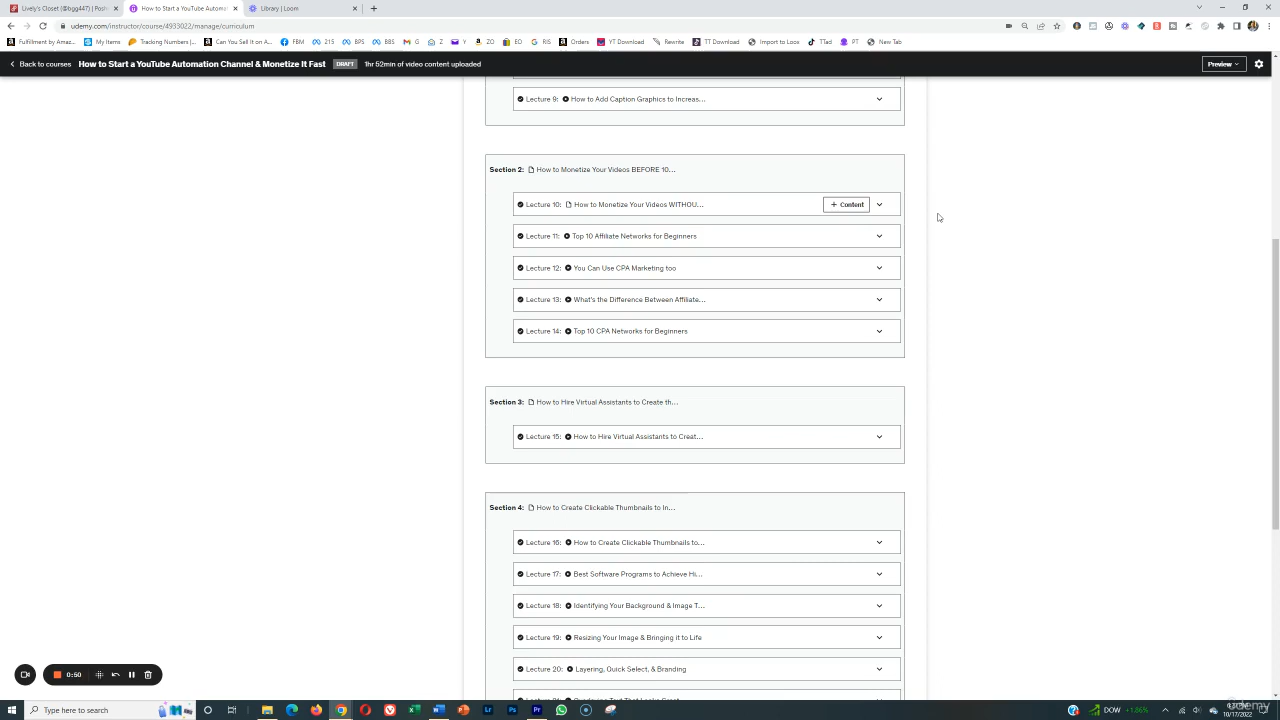 Lively's Closet (@bgg447) | Posh
How to Start a YouTube Automat
Library | Loom
udemy.com/instructor/course/4933022/manage/curriculum
Fulfillment by Amaz...
My Items
Tracking Numbers (...
Can You Sell it on A...
FBM
215
BPS
BBS
G
Z
Y
ZO
EO
RIS
Orders
YT Download
Rewrite
TT Download
Import to Loox
TTad
PT
New Tab
Back to courses
How to Start a YouTube Automation Channel & Monetize It Fast
DRAFT
1hr 52min of video content uploaded
Preview
Lecture 9: How to Add Caption Graphics to Increas...
Section 2: How to Monetize Your Videos BEFORE 10...
Lecture 10: How to Monetize Your Videos WITHOU...
+ Content
Lecture 11: Top 10 Affiliate Networks for Beginners
Lecture 12: You Can Use CPA Marketing too
Lecture 13: What's the Difference Between Affiliate...
Lecture 14: Top 10 CPA Networks for Beginners
Section 3: How to Hire Virtual Assistants to Create th...
Lecture 15: How to Hire Virtual Assistants to Creat...
Section 4: How to Create Clickable Thumbnails to In...
Lecture 16: How to Create Clickable Thumbnails to...
Lecture 17: Best Software Programs to Achieve Hi...
Lecture 18: Identifying Your Background & Image T...
Lecture 19: Resizing Your Image & Bringing it to Life
Lecture 20: Layering, Quick Select, & Branding
0:50
Type here to search
DOW +1.86%
10/17/2022
udemy